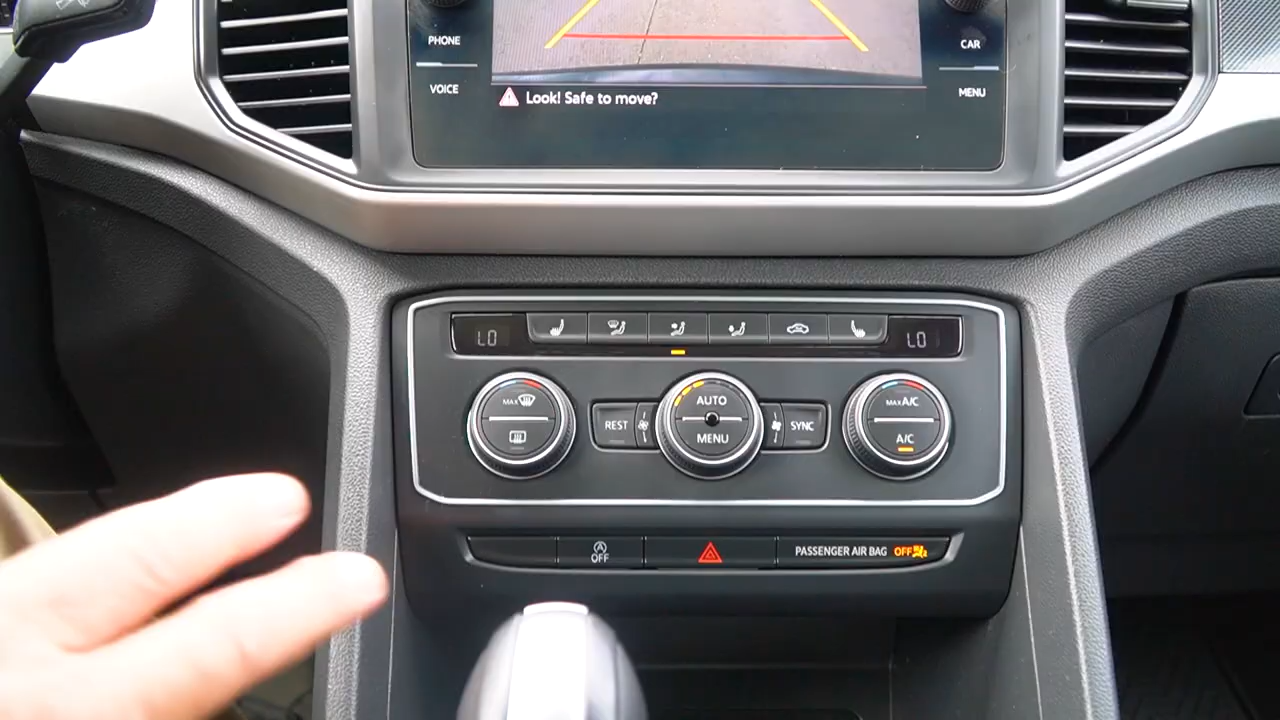 PHONE
VOICE
CAR
MENU
Look! Safe to move?
LO
LO
MAX
REST
AUTO
MENU
SYNC
MAX A/C
A/C
OFF
PASSENGER AIR BAG OFF